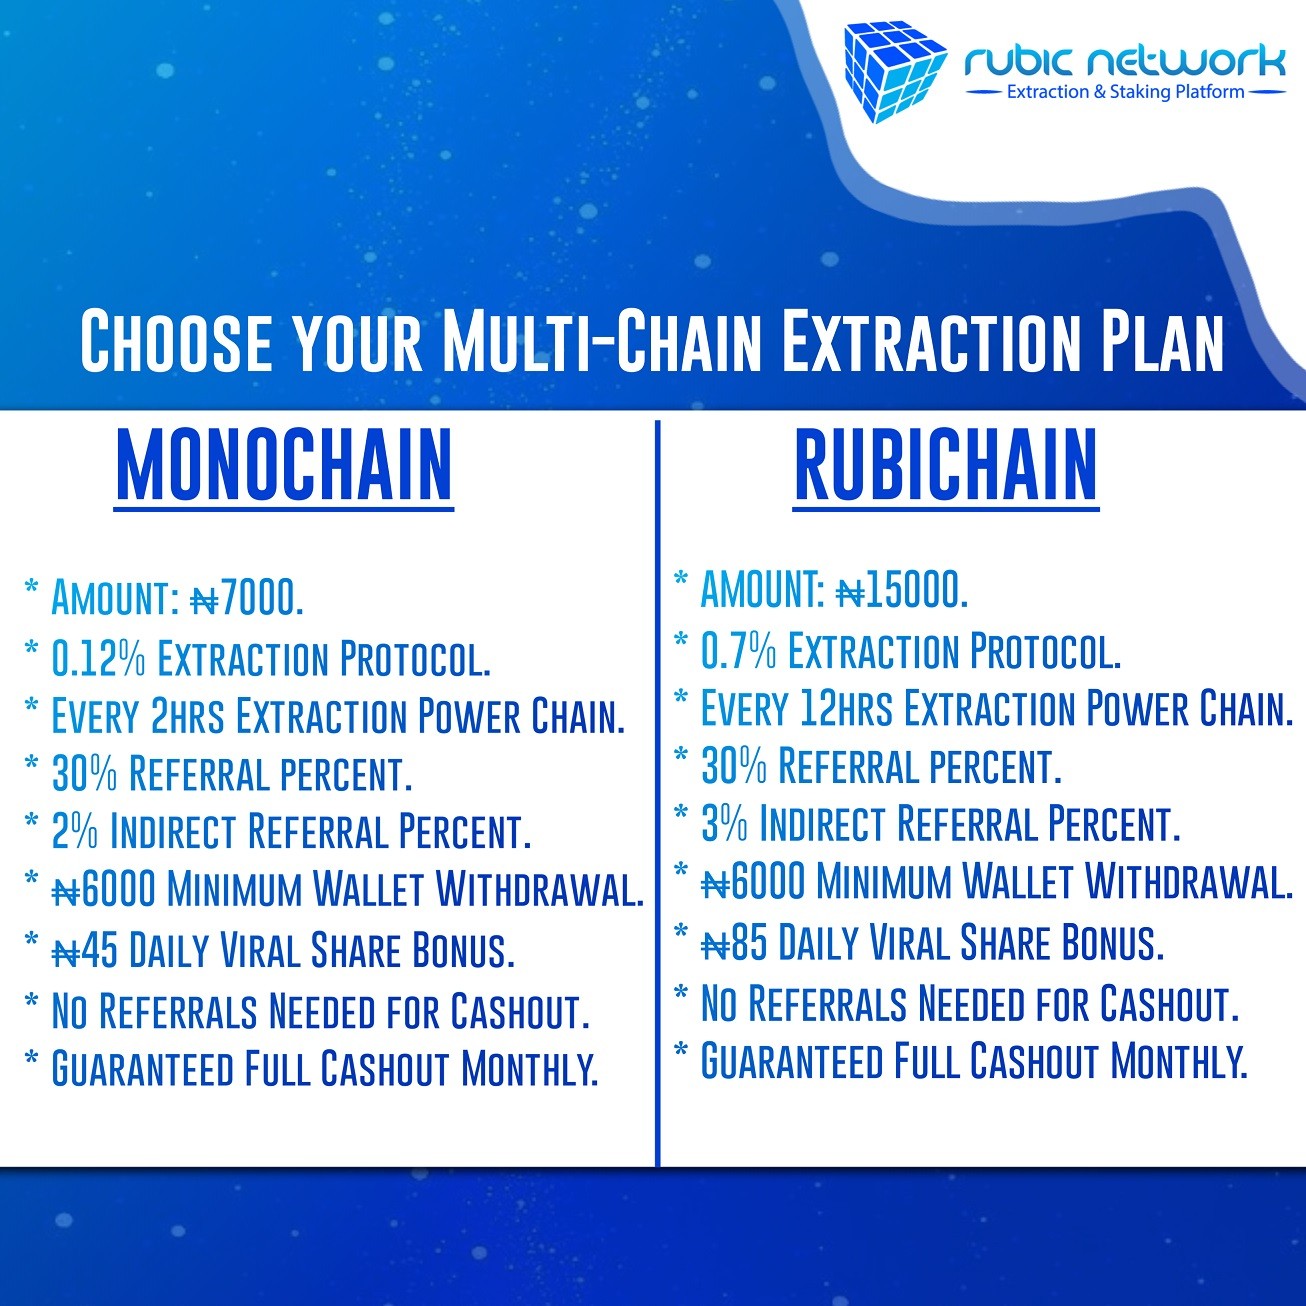 rubic network
Extraction & Staking Platform
Choose your Multi-Chain Extraction Plan
MONOCHAIN
* Amount: ₦7000.
* 0.12% Extraction Protocol.
* Every 2hrs Extraction Power Chain.
* 30% Referral percent.
* 2% Indirect Referral Percent.
* ₦6000 Minimum Wallet Withdrawal.
* ₦45 Daily Viral Share Bonus.
* No Referrals Needed for Cashout.
* Guaranteed Full Cashout Monthly.
RUBICHAIN
* AMOUNT: ₦15000.
* 0.7% Extraction Protocol.
* Every 12hrs Extraction Power Chain.
* 30% Referral percent.
* 3% Indirect Referral Percent.
* ₦6000 Minimum Wallet Withdrawal.
* ₦85 Daily Viral Share Bonus.
* No Referrals Needed for Cashout.
* Guaranteed Full Cashout Monthly.